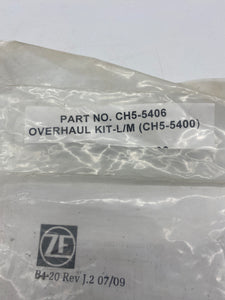 PART NO. CH5-5406
OVERHAUL KIT-L/M (CH5-5400)
ZF
B4-20 Rev J.2 07/09